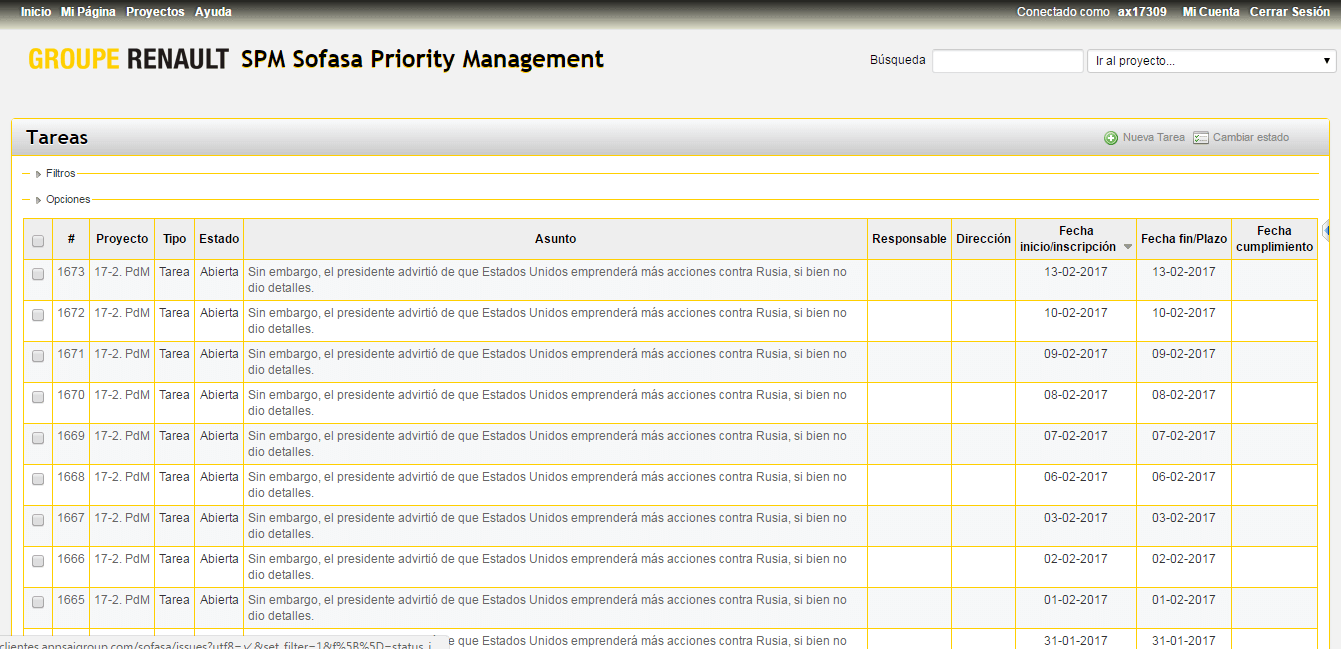 Inicio Mi Página Proyectos Ayuda Conectado como ax17309 Mi Cuenta Cerrar Sesión
GROUPE RENAULT SPM Sofasa Priority Management Búsqueda Ir al proyecto...
Tareas Nueva Tarea Cambiar estado
Filtros
Opciones
# Proyecto Tipo Estado Asunto Responsable Dirección Fecha inicio/inscripción Fecha fin/Plazo Fecha cumplimiento
1673 17-2. PdM Tarea Abierta Sin embargo, el presidente advirtió de que Estados Unidos emprenderá más acciones contra Rusia, si bien no 13-02-2017 13-02-2017
dio detalles.
1672 17-2. PdM Tarea Abierta Sin embargo, el presidente advirtió de que Estados Unidos emprenderá más acciones contra Rusia, si bien no 10-02-2017 10-02-2017
dio detalles.
1671 17-2. PdM Tarea Abierta Sin embargo, el presidente advirtió de que Estados Unidos emprenderá más acciones contra Rusia, si bien no 09-02-2017 09-02-2017
dio detalles.
1670 17-2. PdM Tarea Abierta Sin embargo, el presidente advirtió de que Estados Unidos emprenderá más acciones contra Rusia, si bien no 08-02-2017 08-02-2017
dio detalles.
1669 17-2. PdM Tarea Abierta Sin embargo, el presidente advirtió de que Estados Unidos emprenderá más acciones contra Rusia, si bien no 07-02-2017 07-02-2017
dio detalles.
1668 17-2. PdM Tarea Abierta Sin embargo, el presidente advirtió de que Estados Unidos emprenderá más acciones contra Rusia, si bien no 06-02-2017 06-02-2017
dio detalles.
1667 17-2. PdM Tarea Abierta Sin embargo, el presidente advirtió de que Estados Unidos emprenderá más acciones contra Rusia, si bien no 03-02-2017 03-02-2017
dio detalles.
1666 17-2. PdM Tarea Abierta Sin embargo, el presidente advirtió de que Estados Unidos emprenderá más acciones contra Rusia, si bien no 02-02-2017 02-02-2017
dio detalles.
1665 17-2. PdM Tarea Abierta Sin embargo, el presidente advirtió de que Estados Unidos emprenderá más acciones contra Rusia, si bien no 01-02-2017 01-02-2017
dio detalles.
e que Estados Unidos emprenderá más acciones contra Rusia, si bien no 31-01-2017 31-01-2017